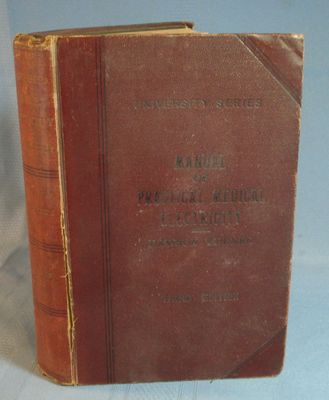 UNIVERSITY SERIES
MANUAL
OF
PRACTICAL MEDICAL
ELECTRICITY
THIRD EDITION